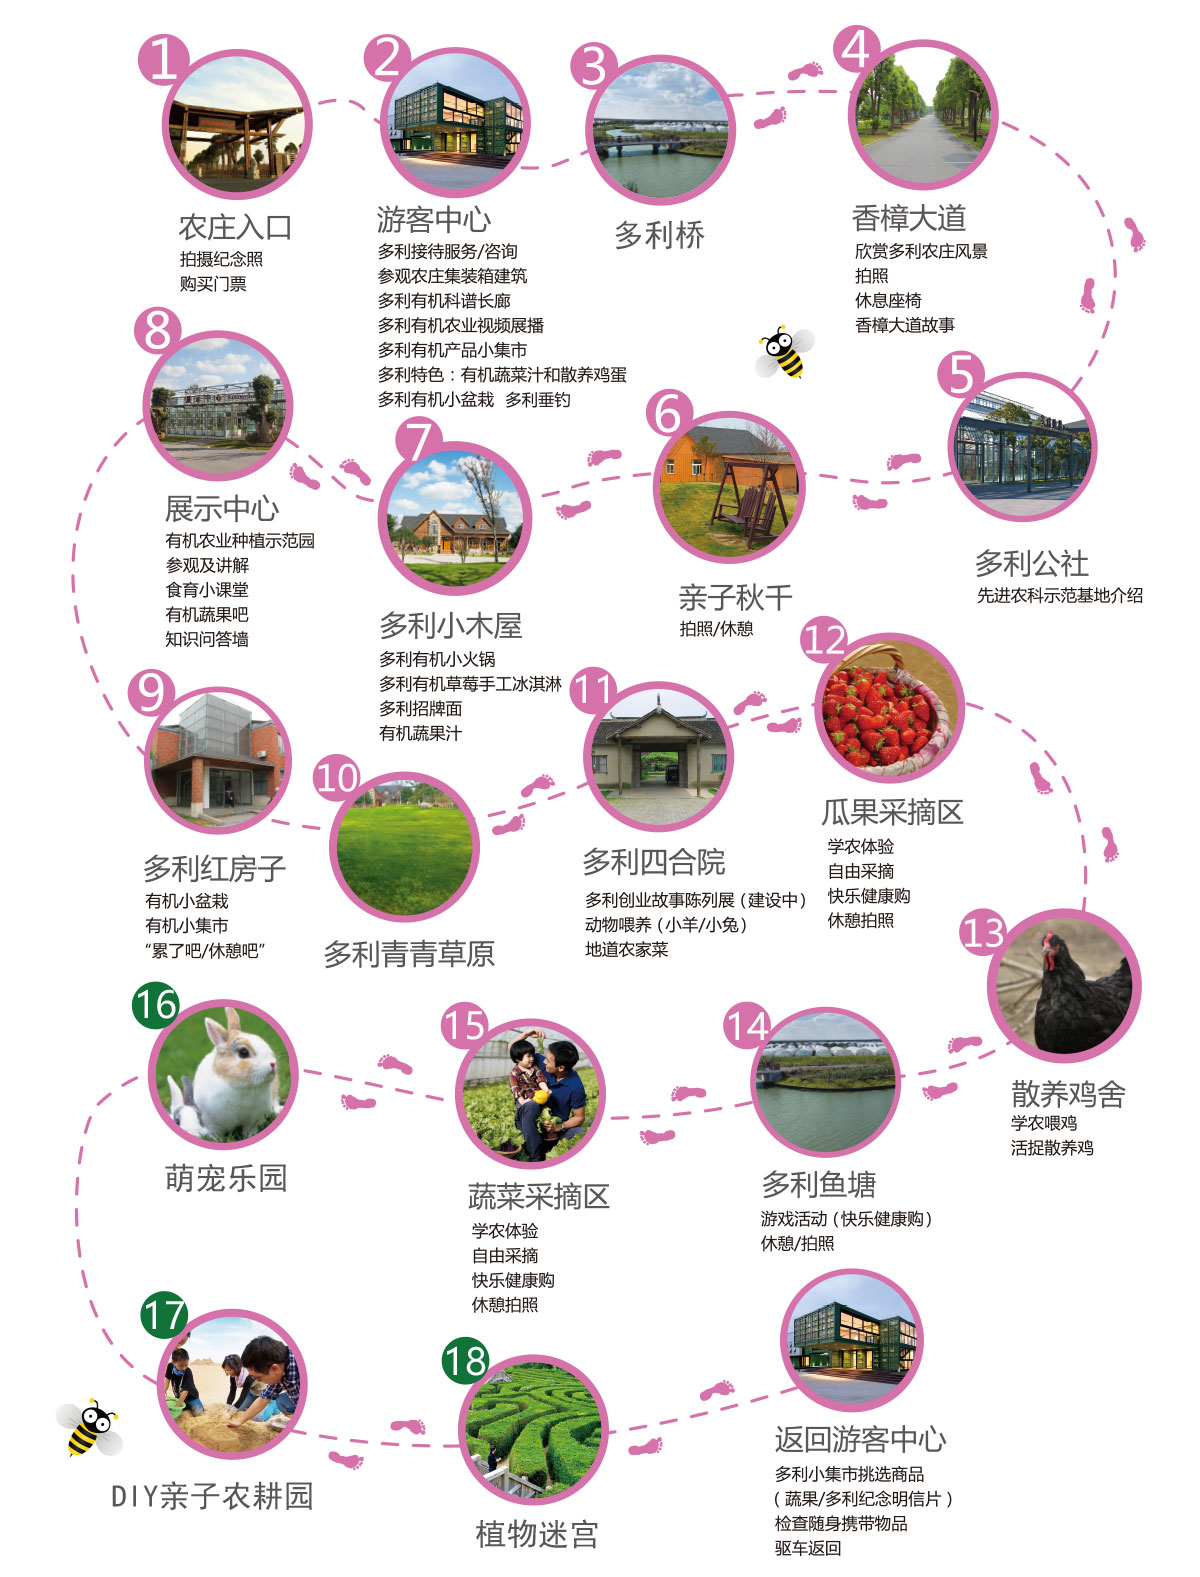 1
农庄入口
拍摄纪念照
购买门票
2
游客中心
多利接待服务/咨询
参观农庄集装箱建筑
多利有机科谱长廊
多利有机农业视频展播
多利有机产品小集市
多利特色：有机蔬菜汁和散养鸡蛋
多利有机小盆栽 多利垂钓
3
多利桥
4
香樟大道
欣赏多利农庄风景
拍照
休息座椅
香樟大道故事
5
多利公社
先进农科示范基地介绍
6
亲子秋千
拍照/休憩
7
多利小木屋
多利有机小火锅
多利有机草莓手工冰淇淋
多利招牌面
有机蔬果汁
8
展示中心
有机农业种植示范园
参观及讲解
食育小课堂
有机蔬果吧
知识问答墙
9
多利红房子
有机小盆栽
有机小集市
“累了吧/休憩吧”
10
多利青青草原
11
多利四合院
多利创业故事陈列展（建设中）
动物喂养（小羊/小兔）
地道农家菜
12
瓜果采摘区
学农体验
自由采摘
快乐健康购
休憩拍照
13
散养鸡舍
学农喂鸡
活捉散养鸡
14
多利鱼塘
游戏活动（快乐健康购）
休憩/拍照
15
蔬菜采摘区
学农体验
自由采摘
快乐健康购
休憩拍照
16
萌宠乐园
17
DIY亲子农耕园
18
植物迷宫
返回游客中心
多利小集市挑选商品
（蔬果/多利纪念明信片）
检查随身携带物品
驱车返回